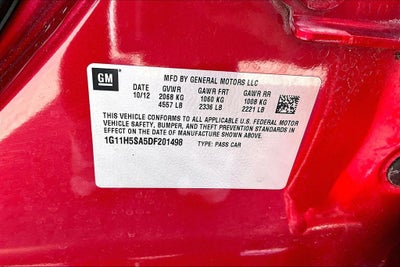 GM
MFD BY GENERAL MOTORS LLC
DATE GVWR GAWR FRT GAWR RR
10/12 2068 KG 1060 KG 1008 KG
4557 LB 2336 LB 2221 LB
THIS VEHICLE CONFORMS TO ALL APPLICABLE U.S. FEDERAL MOTOR
VEHICLE SAFETY, BUMPER, AND THEFT PREVENTION STANDARDS IN
EFFECT ON THE DATE OF MANUFACTURE SHOWN ABOVE.
1G11H5SA5DF201498 TYPE: PASS CAR